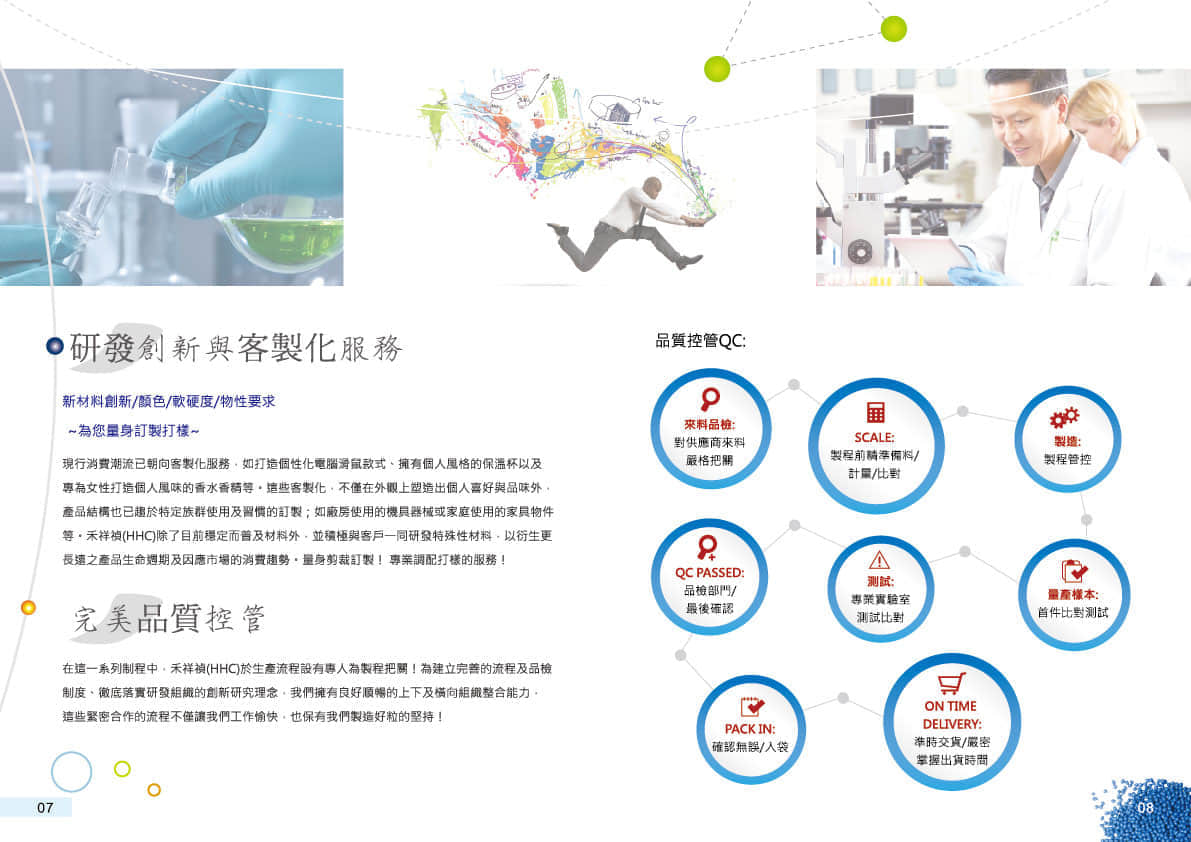 研發創新與客製化服務
新材料創新/顏色/軟硬度/物性要求
~為您量身訂製打樣~
現行消費潮流已朝向客製化服務，如打造個性化電腦滑鼠款式、擁有個人風格的保溫杯以及
專為女性打造個人風味的香水香精等。這些客製化，不僅在外觀上塑造出個人喜好與品味外，
產品結構也已趨於特定族群使用及習慣的訂製；如廠房使用的機具器械或家庭使用的家具物件
等。禾祥禎(HHC)除了目前穩定而普及材料外，並積極與客戶一同研發特殊性材料，以衍生更
長遠之產品生命週期及因應市場的消費趨勢。量身剪裁訂製！ 專業調配打樣的服務！
完美品質控管
在這一系列制程中，禾祥禎(HHC)於生產流程設有專人為製程把關！為建立完善的流程及品檢
制度、徹底落實研發組織的創新研究理念，我們擁有良好順暢的上下及橫向組織整合能力，
這些緊密合作的流程不僅讓我們工作愉快，也保有我們製造好粒的堅持！
07
品質控管QC:
來料品檢:
對供應商來料
嚴格把關
SCALE:
製程前精準備料/
計量/比對
製造:
製程管控
量產樣本:
首件比對測試
測試:
專業實驗室
測試比對
QC PASSED:
品檢部門/
最後確認
PACK IN:
確認無誤/入袋
ON TIME
DELIVERY:
準時交貨/嚴密
掌握出貨時間
08